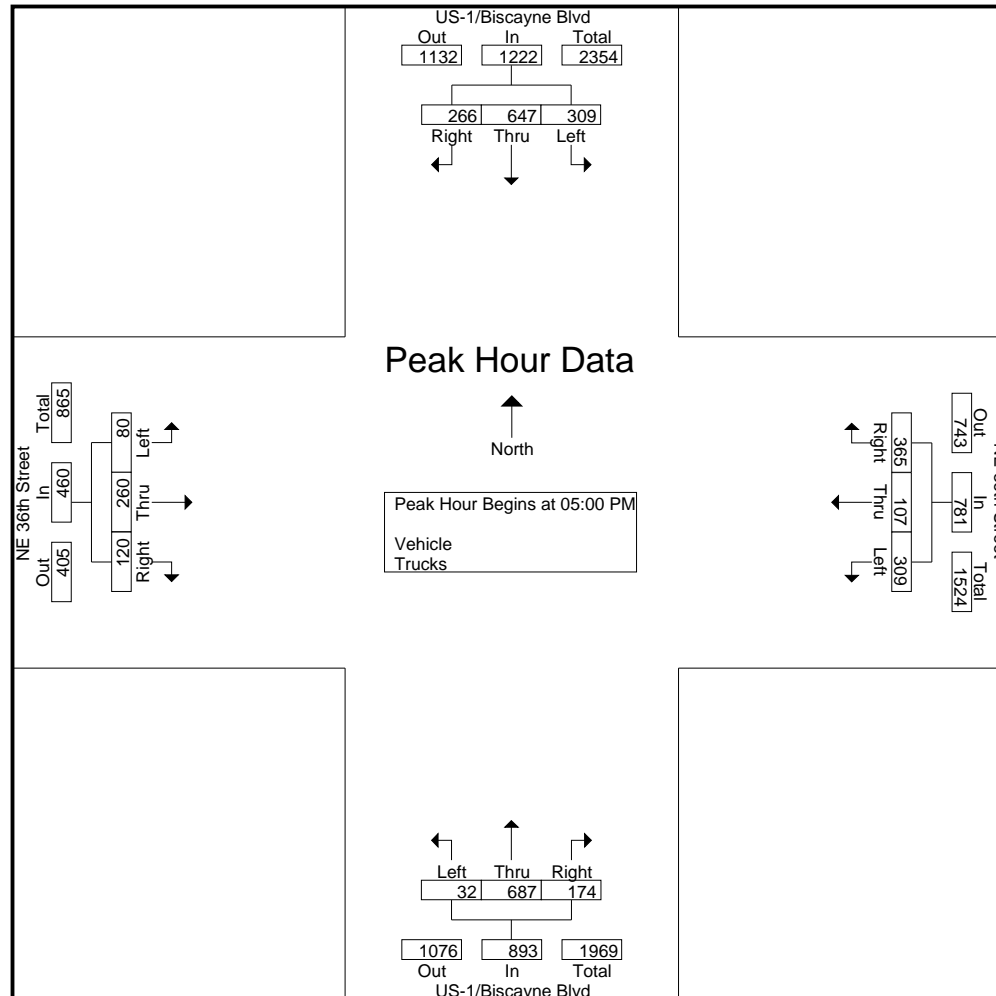 US-1/Biscayne Blvd
Out In Total
1132 1222 2354
266 647 309
Right Thru Left
Peak Hour Data
North
Peak Hour Begins at 05:00 PM
Vehicle
Trucks
NE 36th Street
Total In Out
865 460 405
80 260 120
Left Thru Right
Right Thru Left
365 107 309
Out In Total
743 781 1524
Left Thru Right
32 687 174
1076 893 1969
Out In Total
US-1/Biscayne Blvd